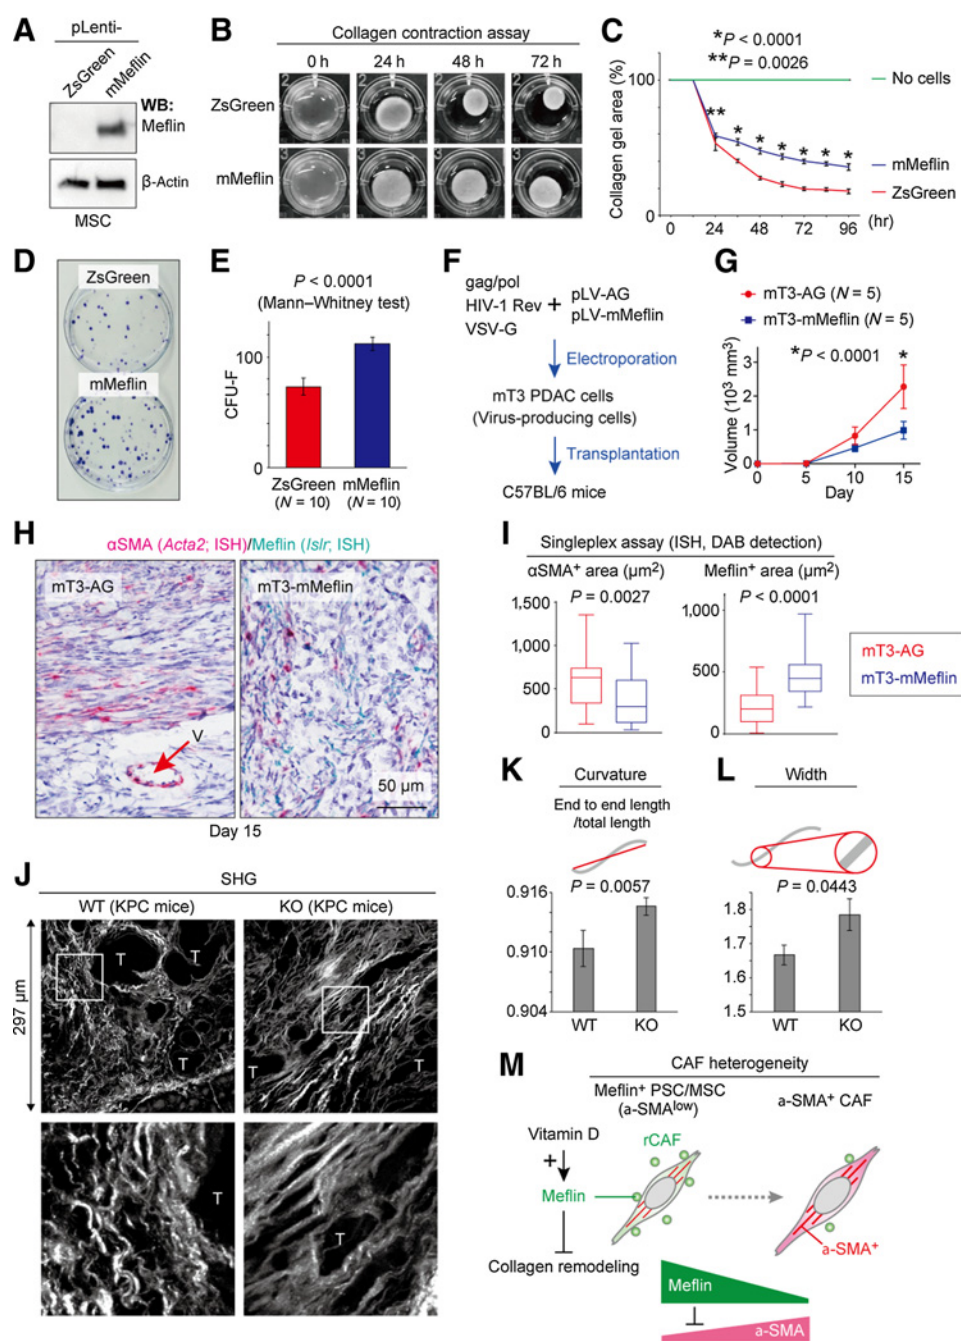 A
pLenti-
ZsGreen
mMeflin
WB:
Meflin
β-Actin
MSC
B
Collagen contraction assay
0 h
24 h
48 h
72 h
ZsGreen
mMeflin
2
2
2
2
3
3
3
3
C
*P < 0.0001
**P = 0.0026
Collagen gel area (%)
100
0
**
*
*
*
*
*
*
No cells
mMeflin
ZsGreen
0
24
48
72
96
(hr)
D
ZsGreen
mMeflin
E
P < 0.0001
(Mann–Whitney test)
CFU-F
100
0
ZsGreen
(N = 10)
mMeflin
(N = 10)
F
gag/pol
HIV-1 Rev
VSV-G
+
pLV-AG
pLV-mMeflin
Electroporation
mT3 PDAC cells
(Virus-producing cells)
Transplantation
C57BL/6 mice
G
mT3-AG (N = 5)
mT3-mMeflin (N = 5)
*P < 0.0001
*
Volume (10³ mm³)
3
2
1
0
0
5
10
15
Day
H
αSMA (Acta2; ISH)/Meflin (Islr; ISH)
mT3-AG
mT3-mMeflin
V
50 µm
Day 15
I
Singleplex assay (ISH, DAB detection)
αSMA⁺ area (µm²)
P = 0.0027
1,500
1,000
500
0
Meflin⁺ area (µm²)
P < 0.0001
1,000
500
0
mT3-AG
mT3-mMeflin
J
SHG
WT (KPC mice)
KO (KPC mice)
297 µm
T
T
T
T
T
T
T
K
Curvature
End to end length
/total length
P = 0.0057
0.916
0.910
0.904
WT
KO
L
Width
P = 0.0443
1.8
1.7
1.6
1.5
WT
KO
M
CAF heterogeneity
Meflin⁺ PSC/MSC
(a-SMAˡᵒʷ)
a-SMA⁺ CAF
Vitamin D
+
rCAF
Meflin
Collagen remodeling
a-SMA⁺
Meflin
a-SMA